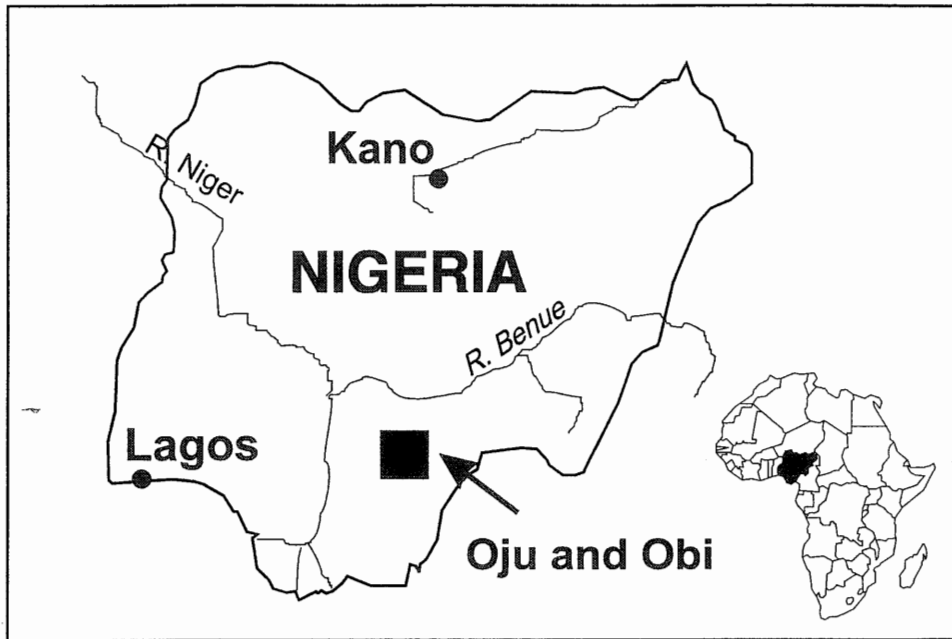 Kano
R. Niger
NIGERIA
R. Benue
Lagos
Oju and Obi